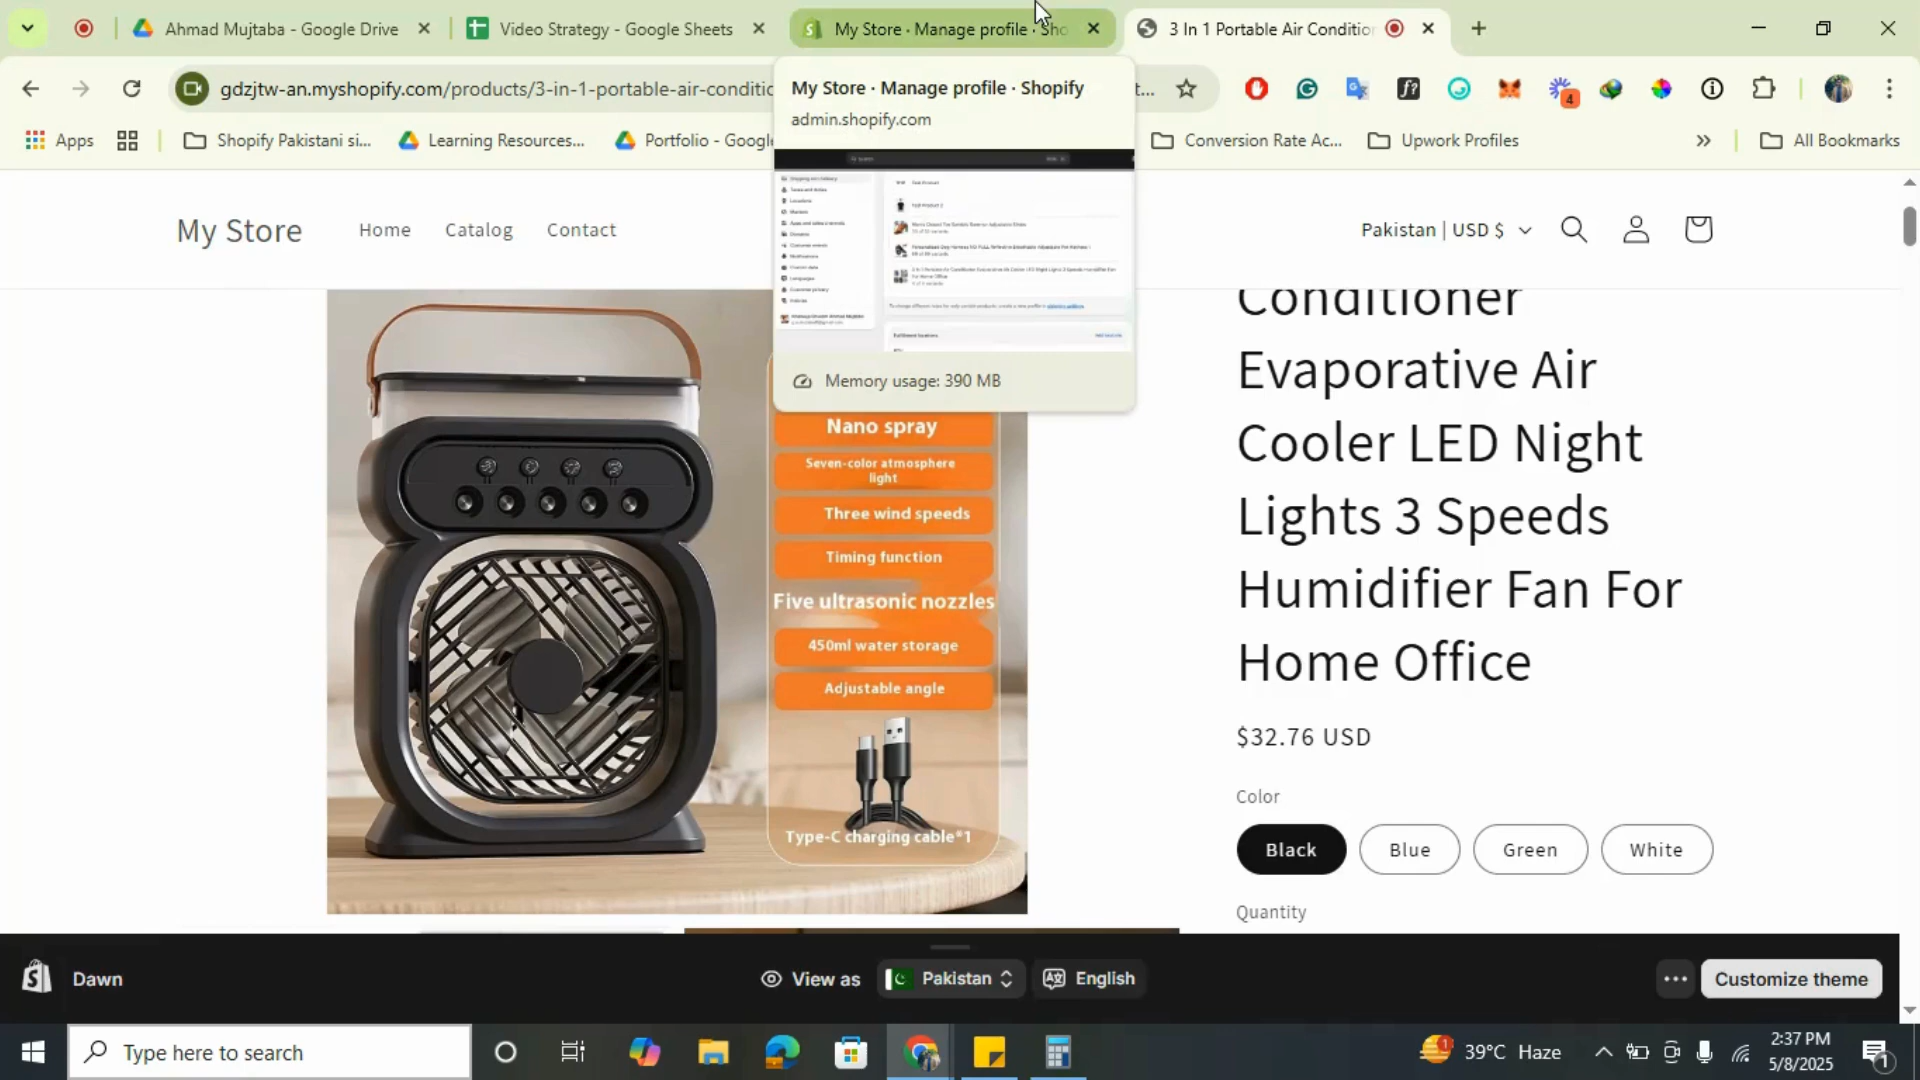 Ahmad Mujtaba - Google Drive
Video Strategy - Google Sheets
My Store · Manage profile · Sho
3 In 1 Portable Air Conditio
gdzjtw-an.myshopify.com/products/3-in-1-portable-air-conditic
t...
4
Apps
Shopify Pakistani si...
Learning Resources...
Portfolio - Googl
Conversion Rate Ac...
Upwork Profiles
All Bookmarks
My Store · Manage profile · Shopify
admin.shopify.com
Memory usage: 390 MB
My Store
Home
Catalog
Contact
Pakistan | USD $
Conditioner
Evaporative Air
Cooler LED Night
Lights 3 Speeds
Humidifier Fan For
Home Office
$32.76 USD
Color
Black
Blue
Green
White
Quantity
Nano spray
Seven-color atmosphere
light
Three wind speeds
Timing function
Five ultrasonic nozzles
450ml water storage
Adjustable angle
Type-C charging cable*1
Dawn
View as
Pakistan
English
Customize theme
Type here to search
39°C Haze
2:37 PM
5/8/2025
1